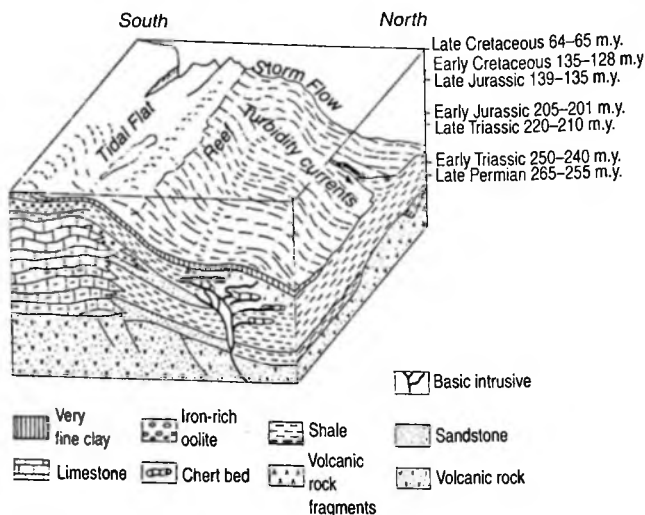 South
North
Late Cretaceous 64–65 m.y.
Early Cretaceous 135–128 m.y
Late Jurassic 139–135 m.y.
Early Jurassic 205–201 m.y.
Late Triassic 220–210 m.y.
Early Triassic 250–240 m.y.
Late Permian 265–255 m.y.
Storm Flow
Tidal Flat
Reef
Turbidity currents
Basic intrusive
Very
fine clay
Iron-rich
oolite
Shale
Sandstone
Limestone
Chert bed
Volcanic
rock
fragments
Volcanic rock